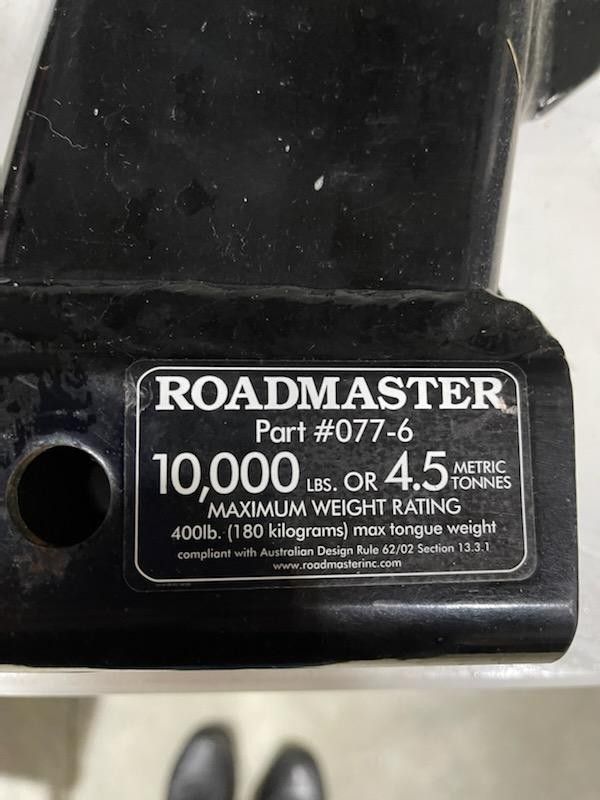 ROADMASTER
Part #077-6
10,000 LBS. OR 4.5 METRIC TONNES
MAXIMUM WEIGHT RATING
400lb. (180 kilograms) max tongue weight
compliant with Australian Design Rule 62/02 Section 13.3.1
www.roadmasterinc.com